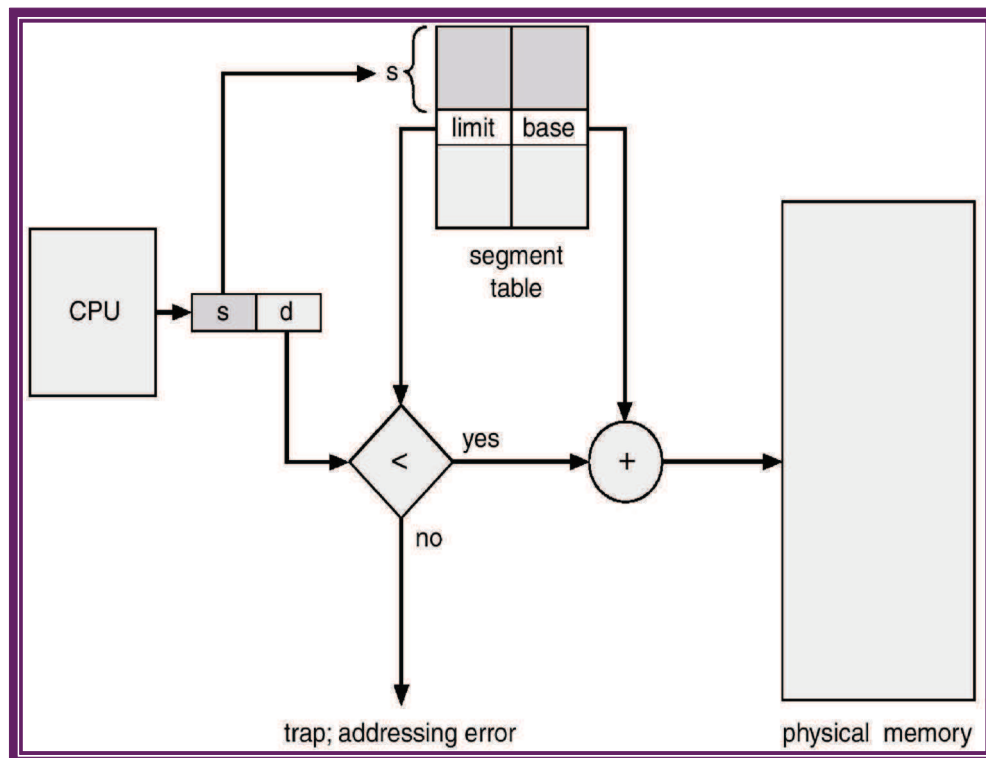 s
limit base
segment
table
CPU
s d
<
yes
+
no
trap; addressing error
physical memory